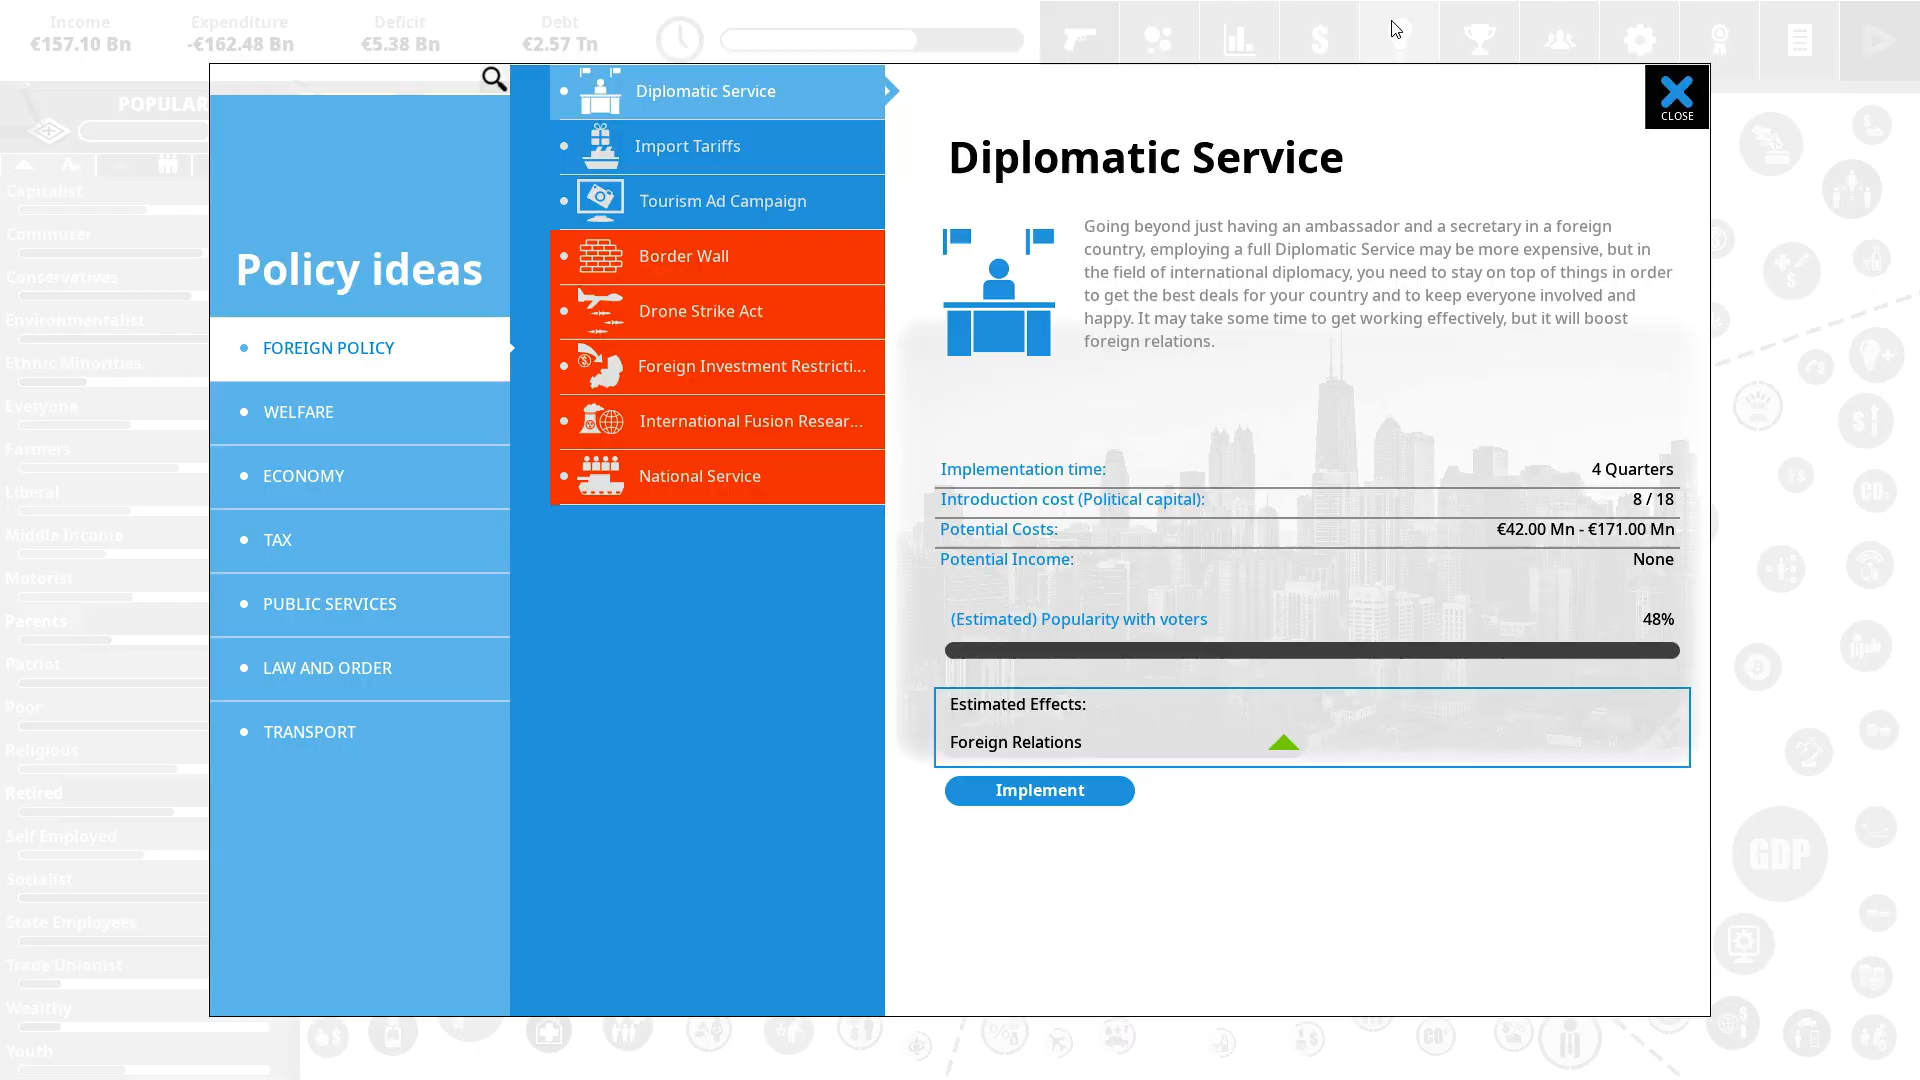 Income
€157.10 Bn
Expenditure
-€162.48 Bn
Deficit
€5.38 Bn
Debt
€2.57 Tn
POPULAR
Capitalist
Commuter
Conservatives
Environmentalist
Ethnic Minorities
Everyone
Farmers
Liberal
Middle Income
Motorist
Parents
Patriot
Poor
Religious
Retired
Self Employed
Socialist
State Employees
Trade Unionist
Wealthy
Youth
Policy ideas
FOREIGN POLICY
WELFARE
ECONOMY
TAX
PUBLIC SERVICES
LAW AND ORDER
TRANSPORT
Diplomatic Service
Import Tariffs
Tourism Ad Campaign
Border Wall
Drone Strike Act
Foreign Investment Restricti...
International Fusion Resear...
National Service
CLOSE
Diplomatic Service
Going beyond just having an ambassador and a secretary in a foreign
country, employing a full Diplomatic Service may be more expensive, but in
the field of international diplomacy, you need to stay on top of things in order
to get the best deals for your country and to keep everyone involved and
happy. It may take some time to get working effectively, but it will boost
foreign relations.
Implementation time: 4 Quarters
Introduction cost (Political capital): 8 / 18
Potential Costs: €42.00 Mn - €171.00 Mn
Potential Income: None
(Estimated) Popularity with voters 48%
Estimated Effects:
Foreign Relations
Implement
GDP